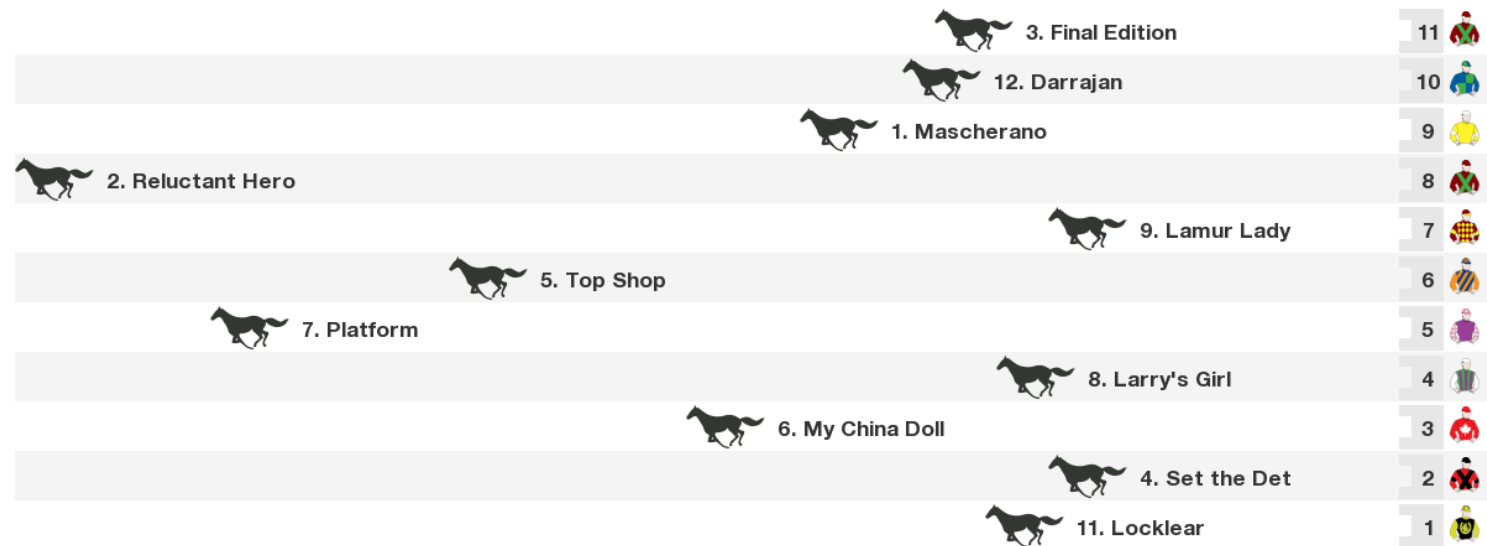 3. Final Edition 11
12. Darrajan 10
1. Mascherano 9
2. Reluctant Hero 8
9. Lamur Lady 7
5. Top Shop 6
7. Platform 5
8. Larry's Girl 4
6. My China Doll 3
4. Set the Det 2
11. Locklear 1